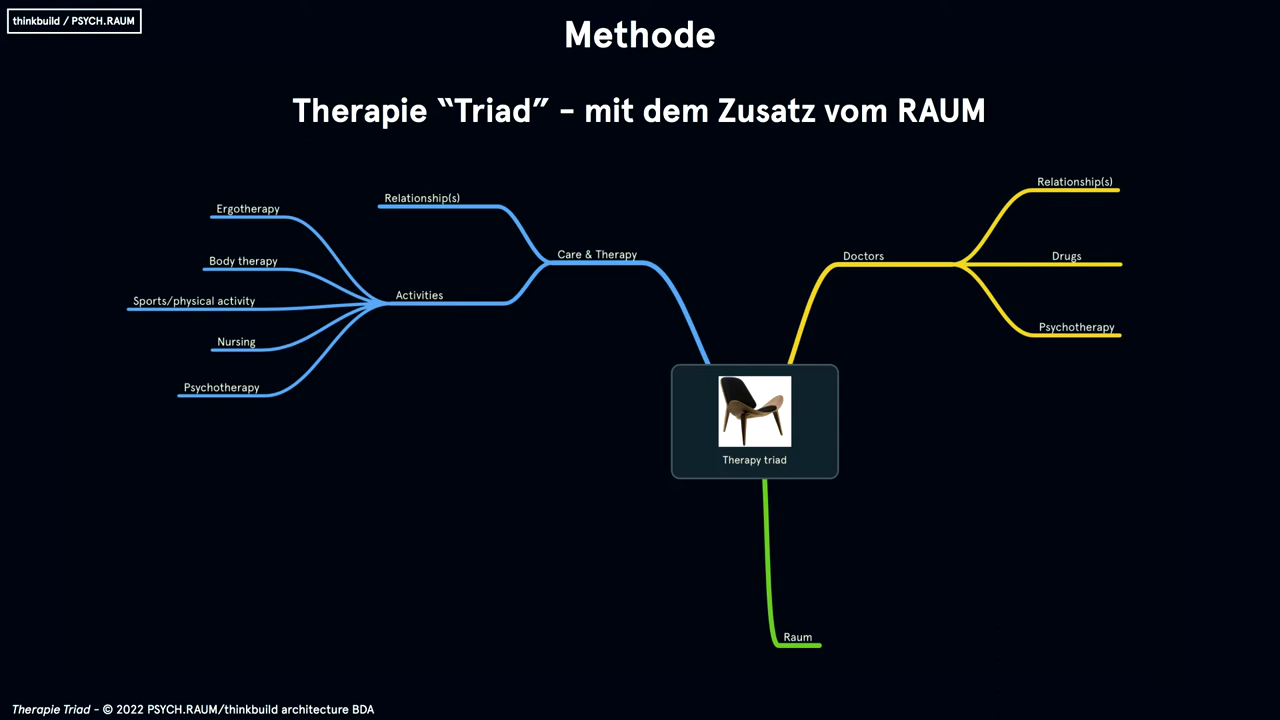 thinkbuild / PSYCH.RAUM
Methode
Therapie “Triad” - mit dem Zusatz vom RAUM
Relationship(s)
Ergotherapy
Body therapy
Sports/physical activity
Nursing
Psychotherapy
Activities
Care & Therapy
Doctors
Relationship(s)
Drugs
Psychotherapy
Therapy triad
Raum
Therapie Triad - © 2022 PSYCH.RAUM/thinkbuild architecture BDA